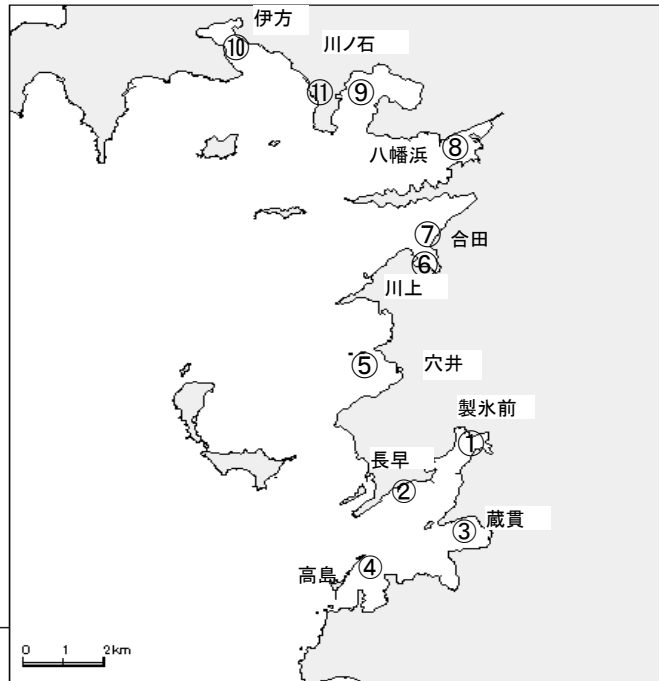 伊方
⑩
川ノ石
⑪
⑨
八幡浜
⑧
⑦
合田
⑥
川上
⑤
穴井
製氷前
①
長早
②
蔵貫
③
高島
④
0 1 2km